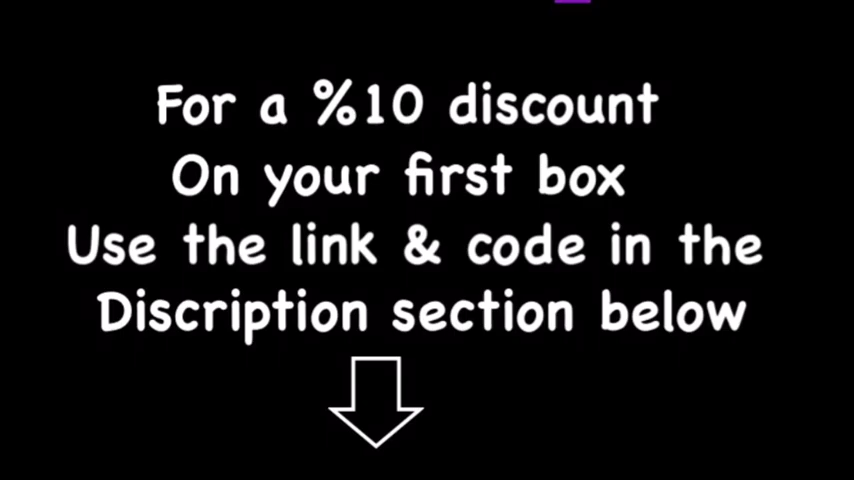 For a %10 discount
On your first box
Use the link & code in the
Discription section below